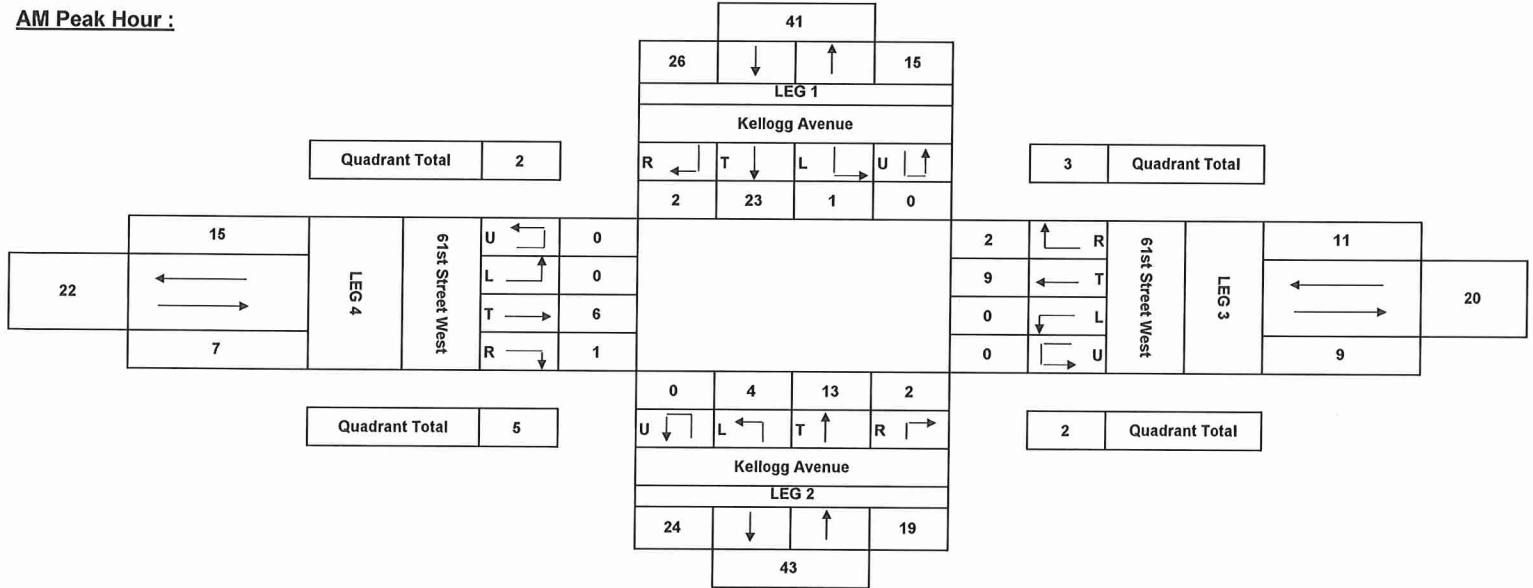 AM Peak Hour :
41
26 15
LEG 1
Kellogg Avenue
Quadrant Total 2
R T L U
3 Quadrant Total
2 23 1 0
15
22
7
LEG 4
61st Street West
U 0
L 0
T 6
R 1
2 R
9 T
0 L
0 U
61st Street West
LEG 3
11
20
9
0 4 13 2
Quadrant Total 5
U L T R
2 Quadrant Total
Kellogg Avenue
LEG 2
24 19
43